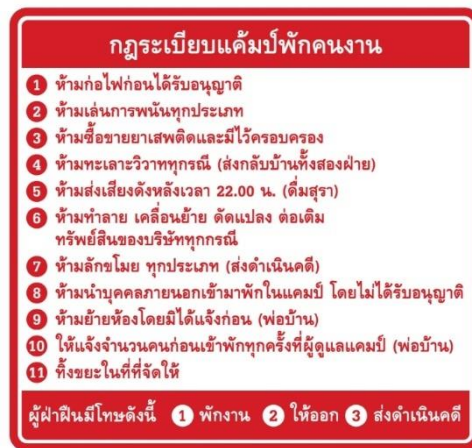 กฎระเบียบแค้มป์พักคนงาน
1 ห้ามก่อไฟก่อนได้รับอนุญาติ
2 ห้ามเล่นการพนันทุกประเภท
3 ห้ามซื้อขายยาเสพติดและมีไว้ครอบครอง
4 ห้ามทะเลาะวิวาททุกรณี (ส่งกลับบ้านทั้งสองฝ่าย)
5 ห้ามส่งเสียงดังหลังเวลา 22.00 น. (ดื่มสุรา)
6 ห้ามทำลาย เคลื่อนย้าย ดัดแปลง ต่อเติม
ทรัพย์สินของบริษัททุกกรณี
7 ห้ามลักขโมย ทุกประเภท (ส่งดำเนินคดี)
8 ห้ามนำบุคคลภายนอกเข้ามาพักในแคมป์ โดยไม่ได้รับอนุญาติ
9 ห้ามย้ายห้องโดยมิได้แจ้งก่อน (พ่อบ้าน)
10 ให้แจ้งจำนวนคนก่อนเข้าพักทุกครั้งที่ผู้ดูแลแคมป์ (พ่อบ้าน)
11 ทิ้งขยะในที่ที่จัดให้
ผู้ฝ่าฝืนมีโทษดังนี้ 1 พักงาน 2 ให้ออก 3 ส่งดำเนินคดี